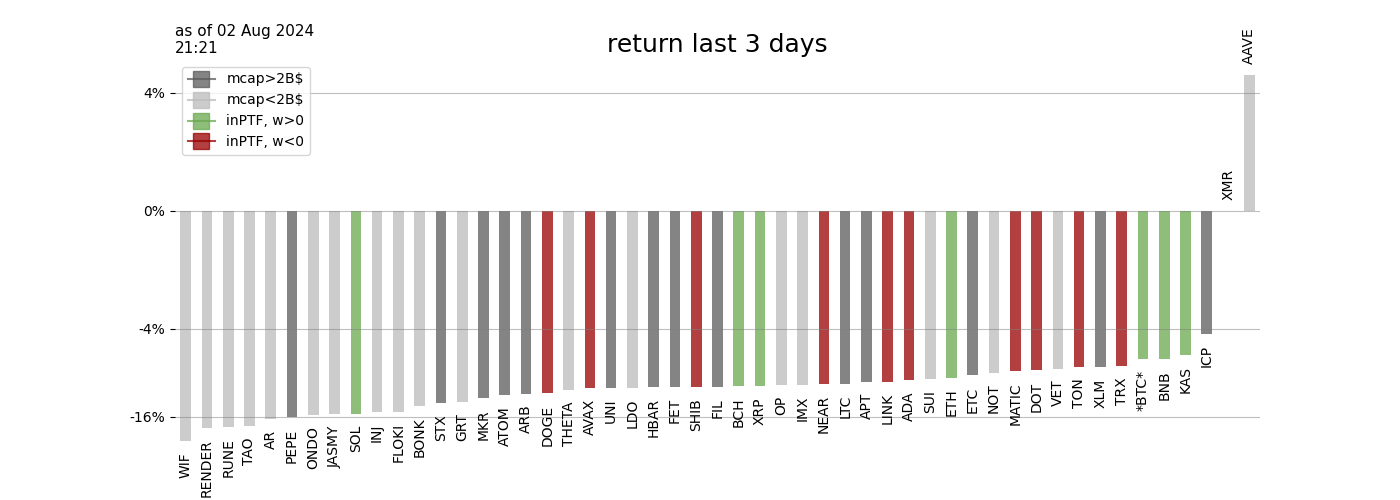 as of 02 Aug 2024
21:21
return last 3 days
mcap>2B$
mcap<2B$
inPTF, w>0
inPTF, w<0
4%
0%
-4%
-16%
WIF
RENDER
RUNE
TAO
AR
PEPE
ONDO
JASMY
SOL
INJ
FLOKI
BONK
STX
GRT
MKR
ATOM
ARB
DOGE
THETA
AVAX
UNI
LDO
HBAR
FET
SHIB
FIL
BCH
XRP
OP
IMX
NEAR
LTC
APT
LINK
ADA
SUI
ETH
ETC
NOT
MATIC
DOT
VET
TON
XLM
TRX
*BTC*
BNB
KAS
ICP
XMR
AAVE